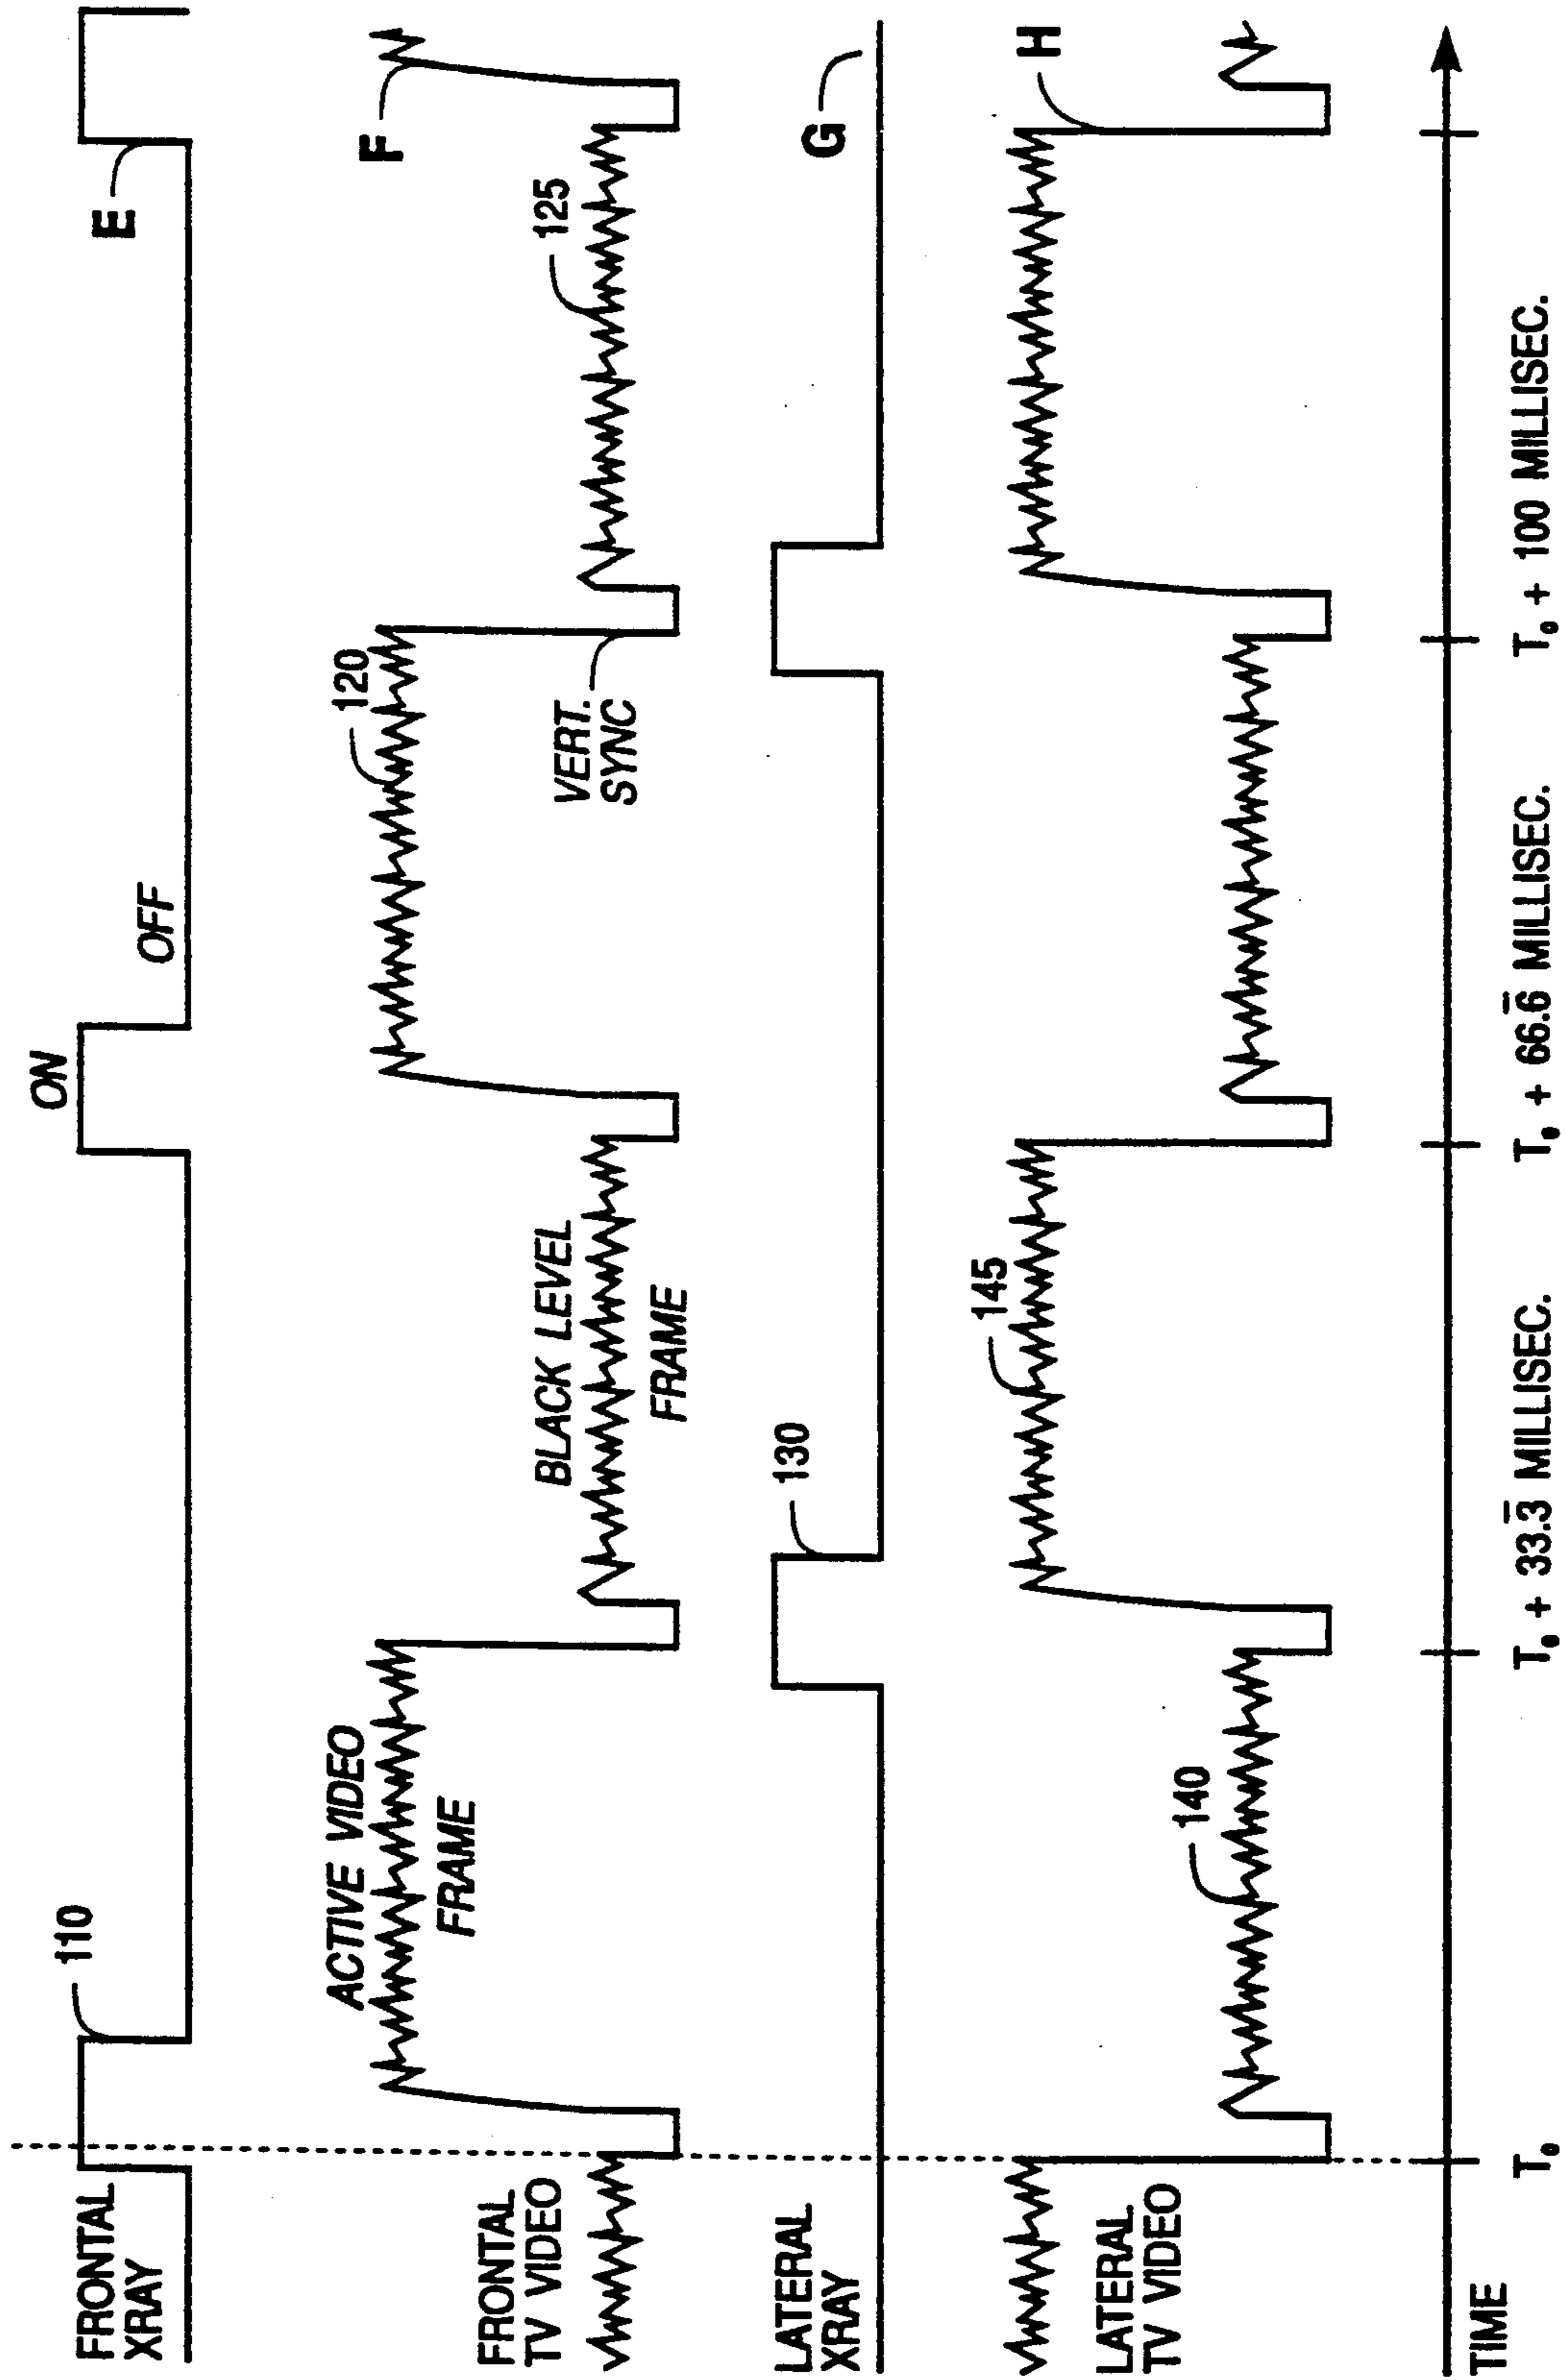 FRONTAL
XRAY
110
ON
OFF
E
FRONTAL
TV VIDEO
ACTIVE VIDEO
FRAME
BLACK LEVEL
FRAME
120
VERT.
SYNC
125
F
LATERAL
XRAY
130
G
LATERAL
TV VIDEO
140
145
H
TIME
T₀
T₀ + 33.3̅ MILLISEC.
T₀ + 66.6̅ MILLISEC.
T₀ + 100 MILLISEC.